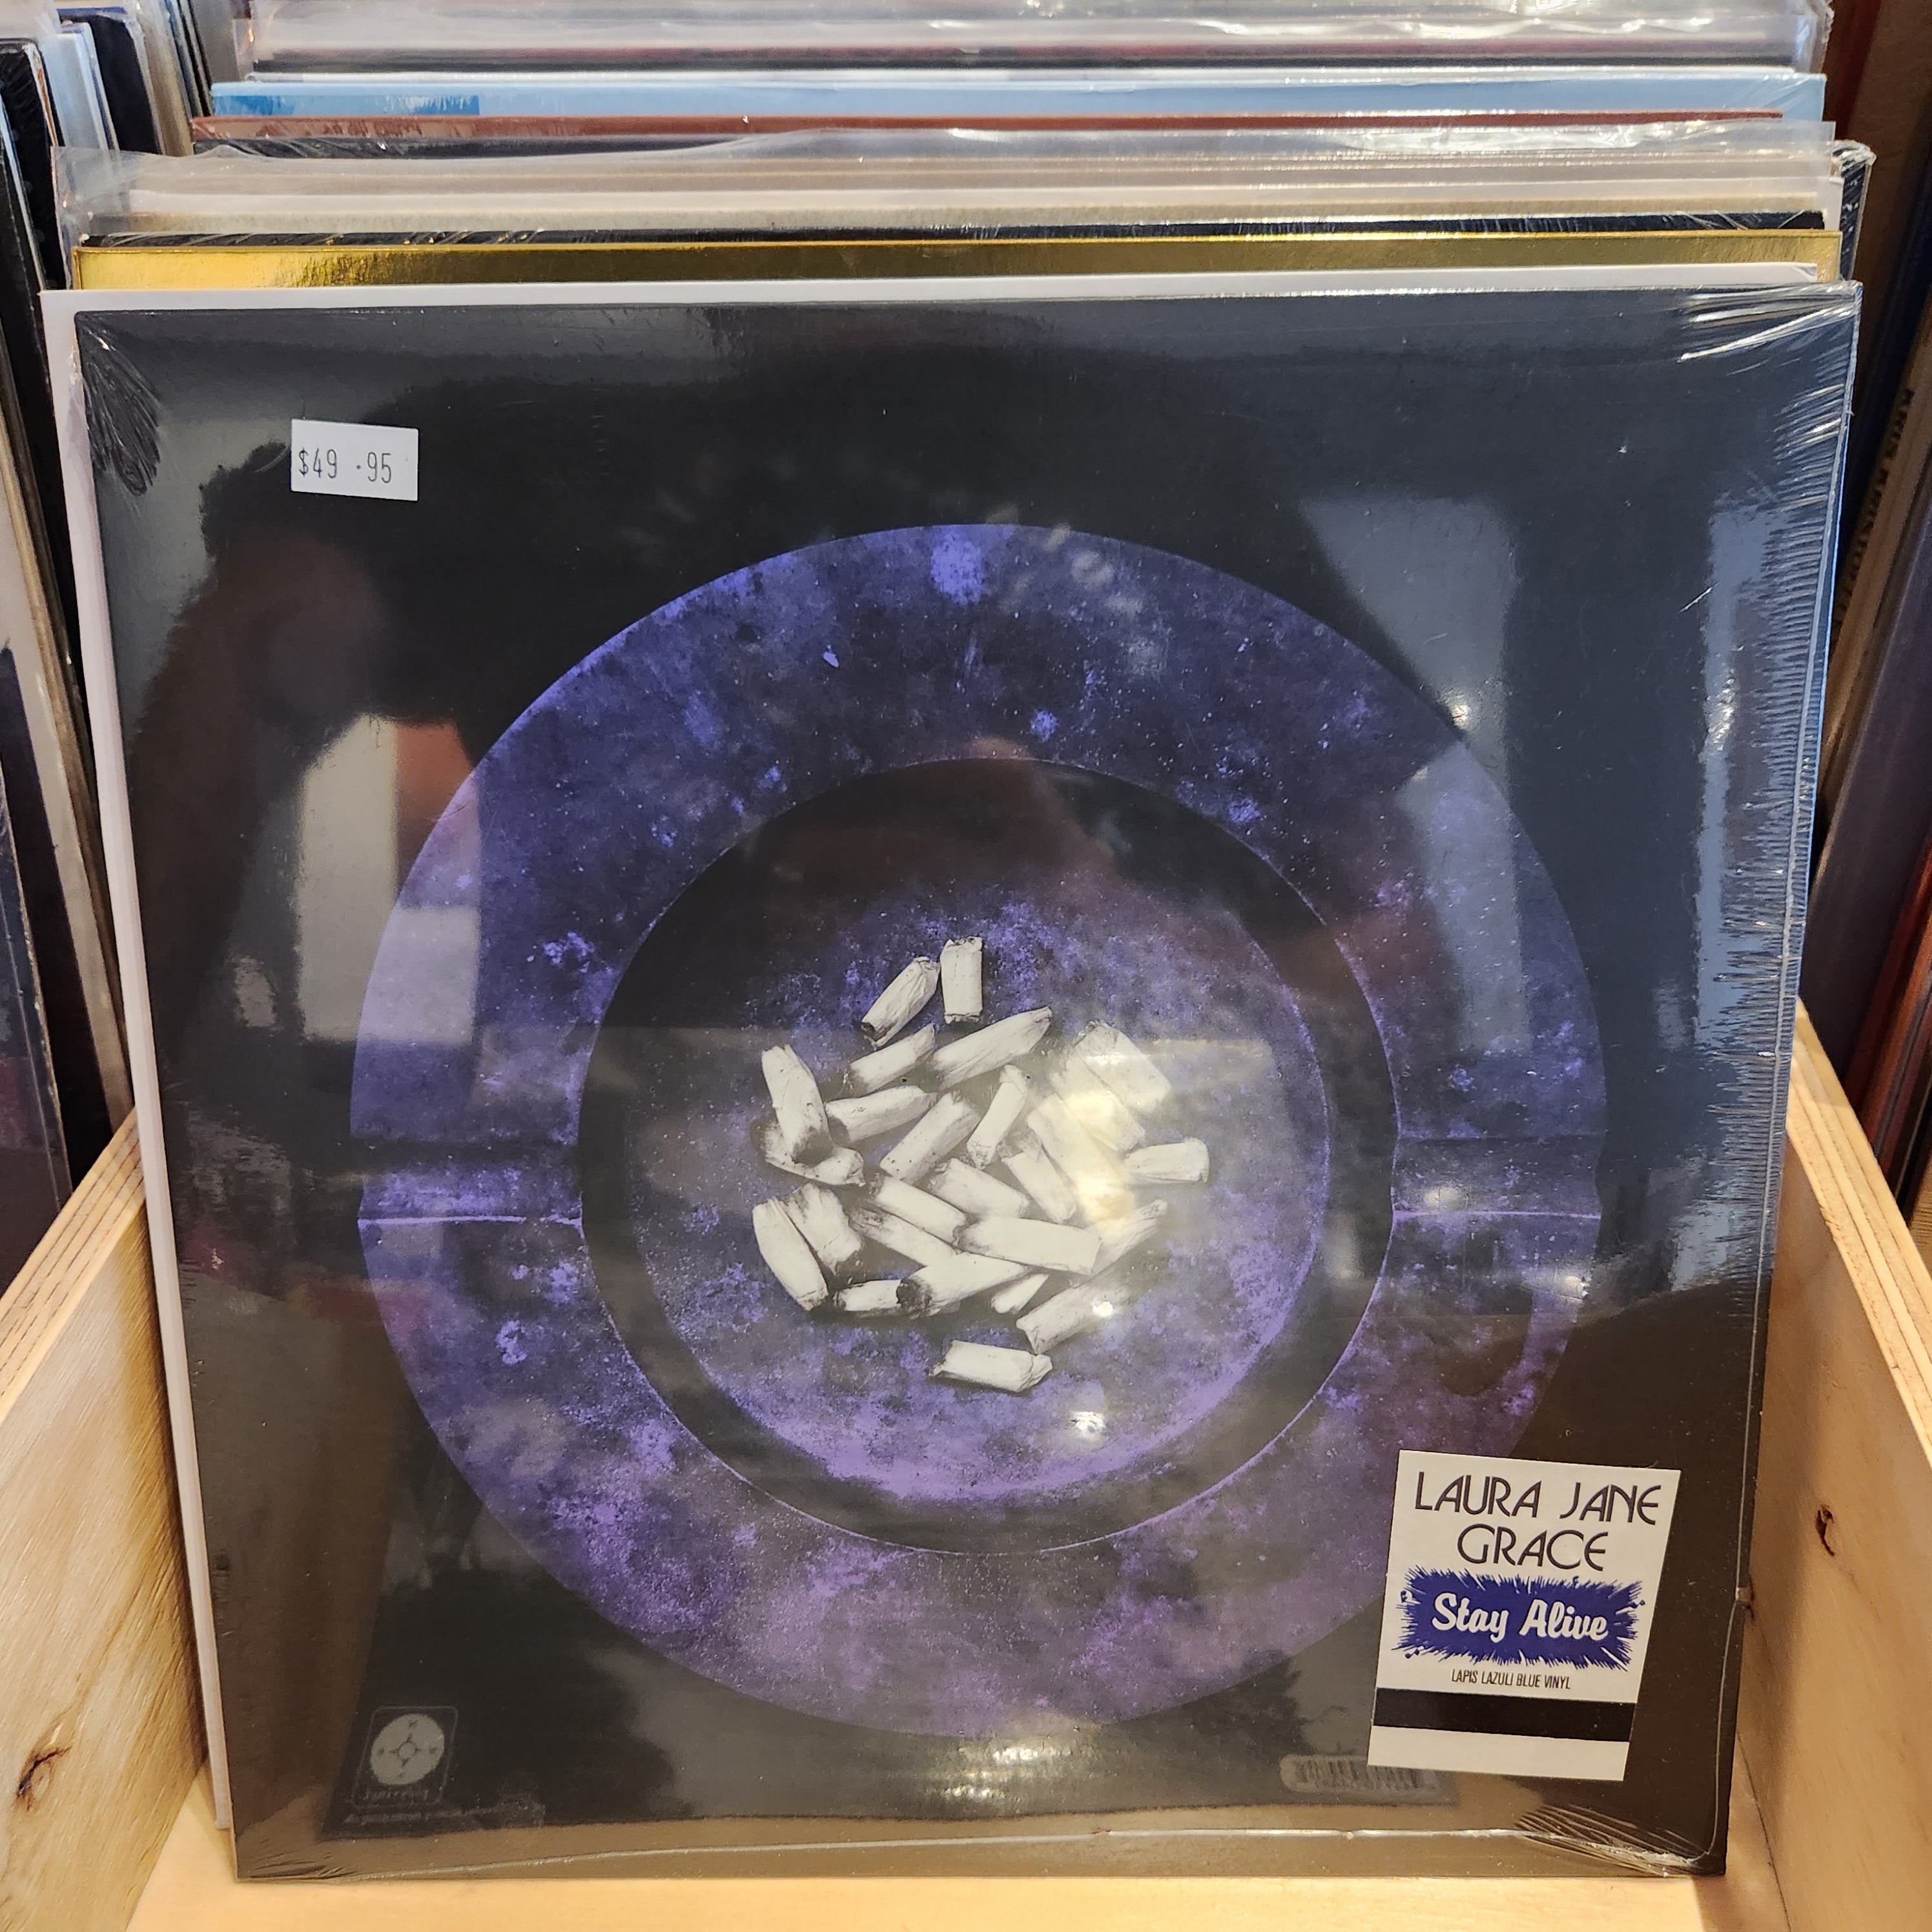 $49.95
LAURA JANE
GRACE
Stay Alive
LAPIS LAZULI BLUE VINYL